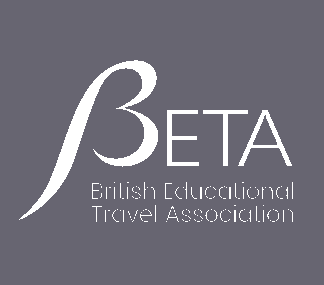 βETA
British Educational
Travel Association